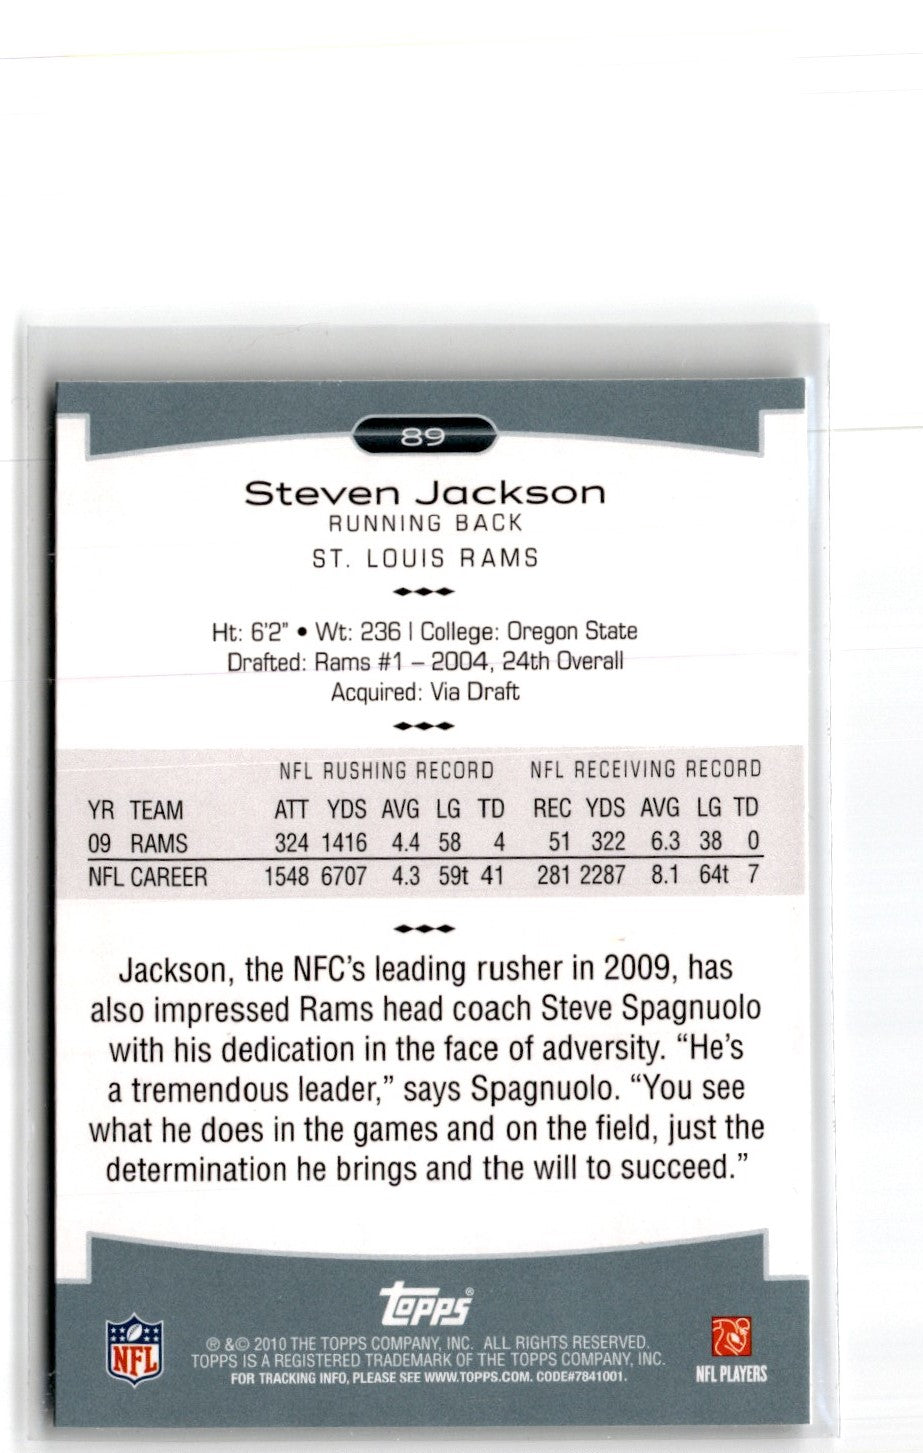 89
Steven Jackson
RUNNING BACK
ST. LOUIS RAMS
Ht: 6'2" • Wt: 236 | College: Oregon State
Drafted: Rams #1 – 2004, 24th Overall
Acquired: Via Draft
NFL RUSHING RECORD NFL RECEIVING RECORD
YR TEAM ATT YDS AVG LG TD REC YDS AVG LG TD
09 RAMS 324 1416 4.4 58 4 51 322 6.3 38 0
NFL CAREER 1548 6707 4.3 59t 41 281 2287 8.1 64t 7
Jackson, the NFC's leading rusher in 2009, has
also impressed Rams head coach Steve Spagnuolo
with his dedication in the face of adversity. “He's
a tremendous leader,” says Spagnuolo. “You see
what he does in the games and on the field, just the
determination he brings and the will to succeed.”
Topps®
® &© 2010 THE TOPPS COMPANY, INC. ALL RIGHTS RESERVED.
TOPPS IS A REGISTERED TRADEMARK OF THE TOPPS COMPANY, INC.
FOR TRACKING INFO, PLEASE SEE WWW.TOPPS.COM. CODE#7841001.
NFL
NFL PLAYERS